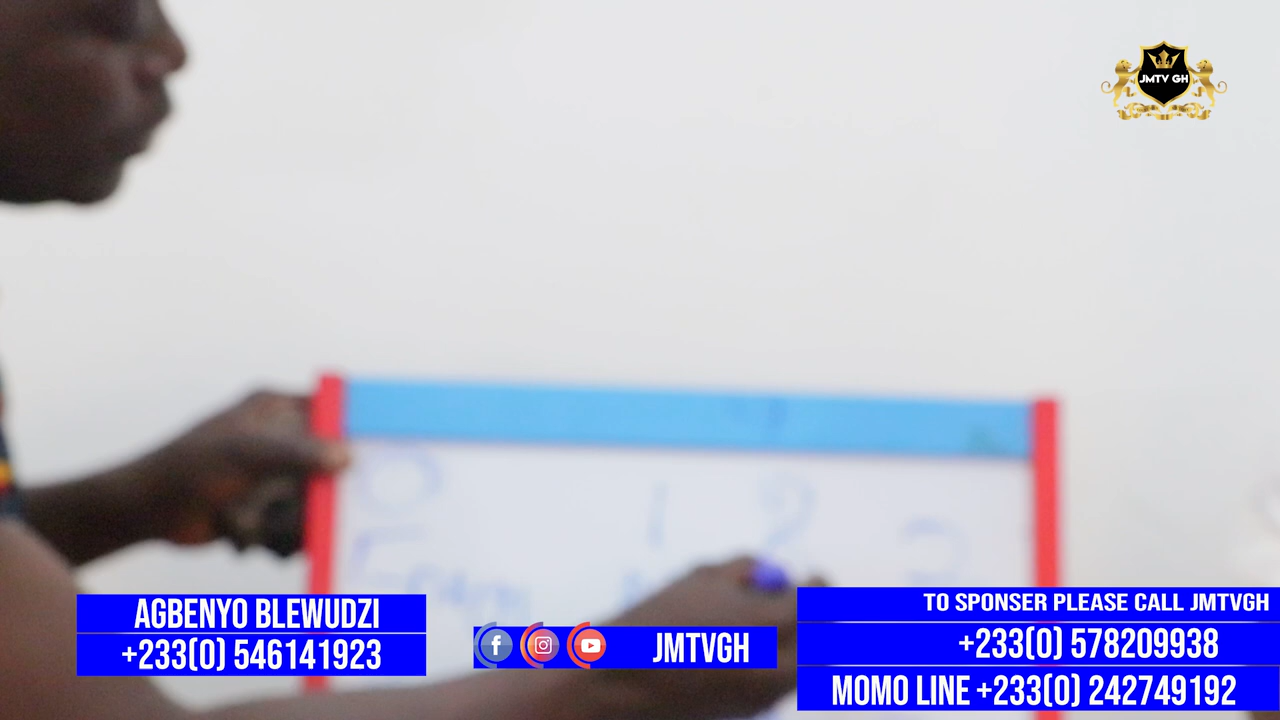 JMTV GH
AGBENYO BLEWUDZI
+233(0) 546141923
JMTVGH
TO SPONSER PLEASE CALL JMTVGH
+233(0) 578209938
MOMO LINE +233(0) 242749192